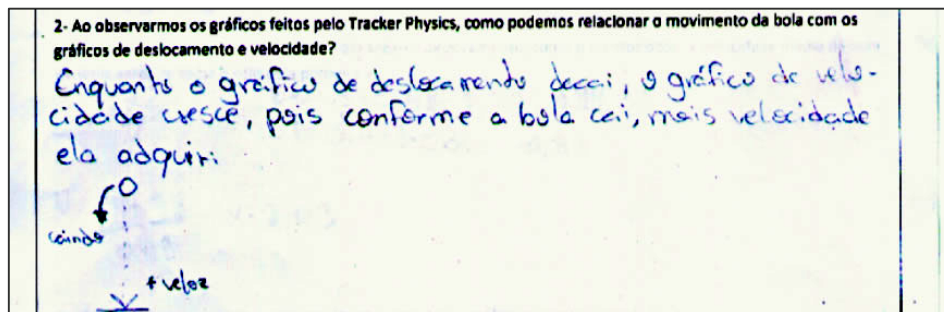 2- Ao observarmos os gráficos feitos pelo Tracker Physics, como podemos relacionar o movimento da bola com os
gráficos de deslocamento e velocidade?
Enquanto o gráfico de deslocamento decai, o gráfico de velo-
cidade cresce, pois conforme a bola cai, mais velocidade
ela adquiri
caindo
+ veloz